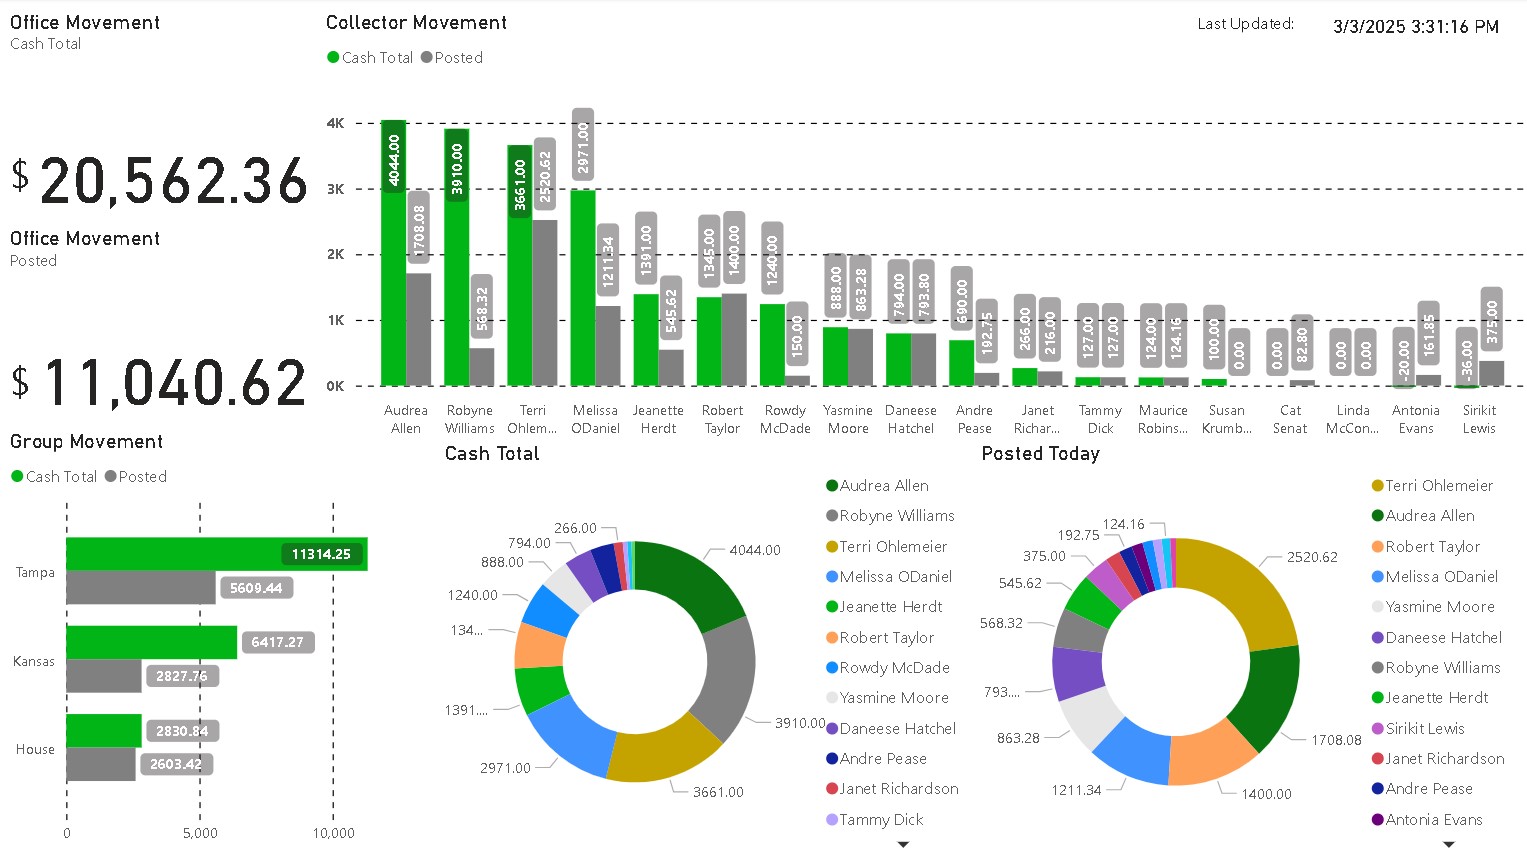 Office Movement
Cash Total
$ 20,562.36
Office Movement
Posted
$ 11,040.62
Collector Movement
Cash Total Posted
Last Updated: 3/3/2025 3:31:16 PM
4K
3K
2K
1K
0K
4044.00
1708.08
3910.00
568.32
3661.00
2520.62
2971.00
1211.34
1391.00
545.62
1345.00
1400.00
1240.00
150.00
888.00
863.28
794.00
793.80
690.00
192.75
266.00
216.00
127.00
127.00
124.00
124.16
100.00
0.00
0.00
82.80
0.00
0.00
-20.00
161.85
-36.00
375.00
Audrea Allen
Robyne Williams
Terri Ohlem...
Melissa ODaniel
Jeanette Herdt
Robert Taylor
Rowdy McDade
Yasmine Moore
Daneese Hatchel
Andre Pease
Janet Richar...
Tammy Dick
Maurice Robins...
Susan Krumb...
Cat Senat
Linda McCon...
Antonia Evans
Sirikit Lewis
Group Movement
Cash Total Posted
Tampa
11314.25
5609.44
Kansas
6417.27
2827.76
House
2830.84
2603.42
0 5,000 10,000
Cash Total
266.00
794.00
888.00
1240.00
134...
1391....
2971.00
3661.00
3910.00
4044.00
Audrea Allen
Robyne Williams
Terri Ohlemeier
Melissa ODaniel
Jeanette Herdt
Robert Taylor
Rowdy McDade
Yasmine Moore
Daneese Hatchel
Andre Pease
Janet Richardson
Tammy Dick
Posted Today
124.16
192.75
375.00
545.62
568.32
793....
863.28
1211.34
1400.00
1708.08
2520.62
Terri Ohlemeier
Audrea Allen
Robert Taylor
Melissa ODaniel
Yasmine Moore
Daneese Hatchel
Robyne Williams
Jeanette Herdt
Sirikit Lewis
Janet Richardson
Andre Pease
Antonia Evans